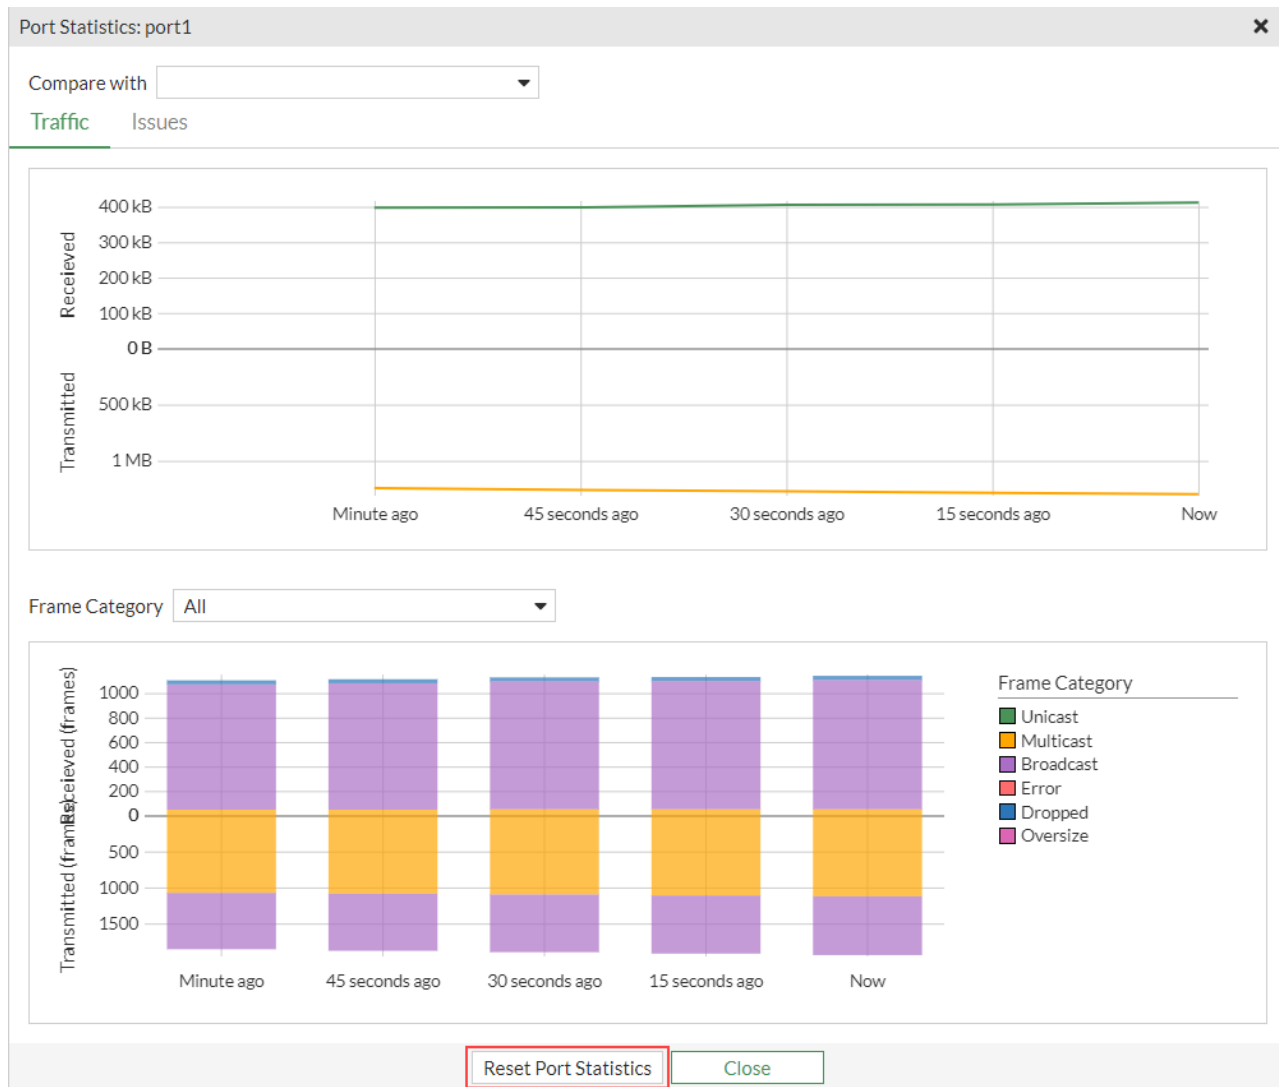 Port Statistics: port1
Compare with
Traffic Issues
Receieved
400 kB
300 kB
200 kB
100 kB
0 B
Transmitted
500 kB
1 MB
Minute ago 45 seconds ago 30 seconds ago 15 seconds ago Now
Frame Category All
Receieved (frames)
1000
800
600
400
200
0
Transmitted (frames)
500
1000
1500
Minute ago 45 seconds ago 30 seconds ago 15 seconds ago Now
Frame Category
Unicast
Multicast
Broadcast
Error
Dropped
Oversize
Reset Port Statistics Close